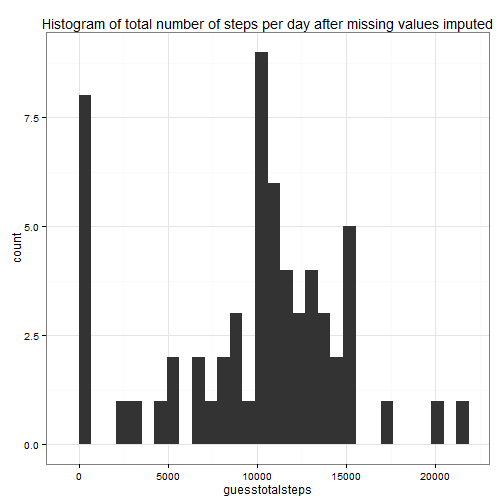 Histogram of total number of steps per day after missing values imputed
7.5
5.0
2.5
0.0
count
0 5000 10000 15000 20000
guesstotalsteps